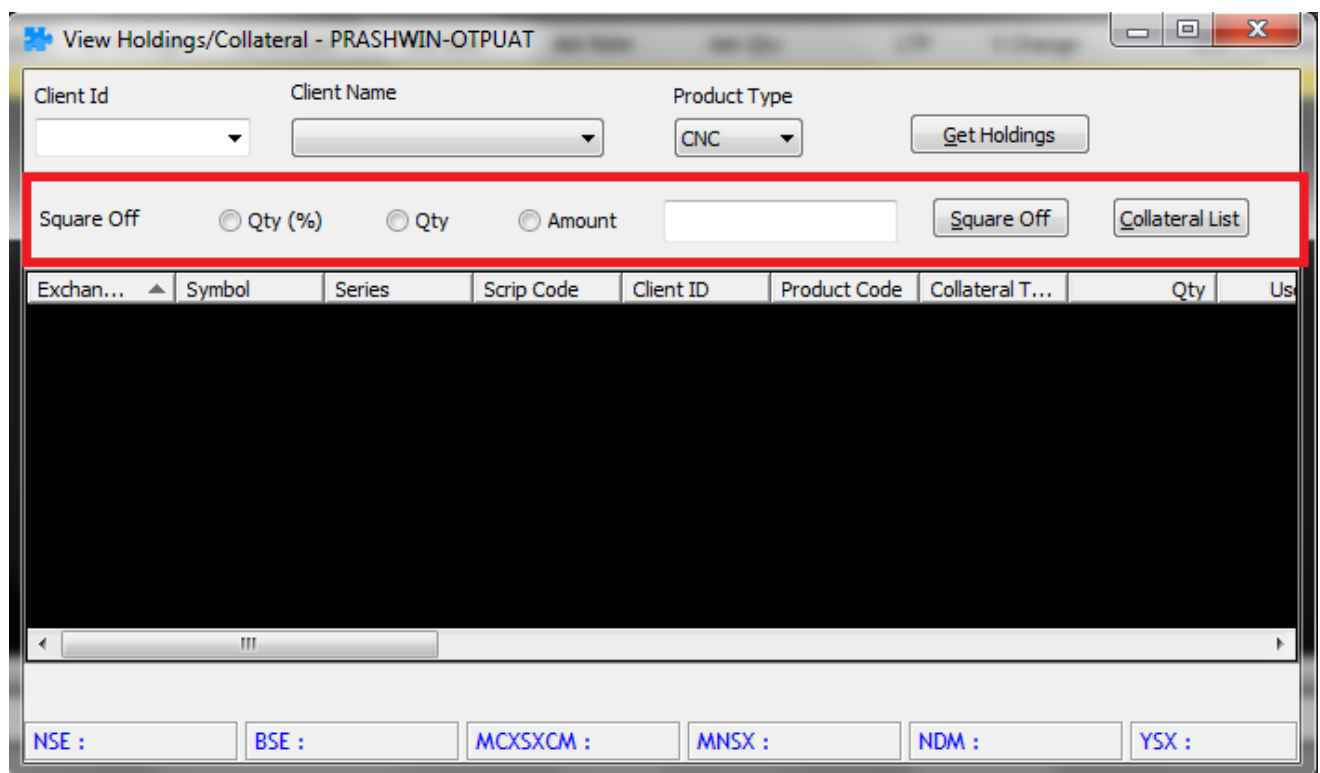 View Holdings/Collateral - PRASHWIN-OTPUAT
Client Id Client Name Product Type
CNC Get Holdings
Square Off Qty (%) Qty Amount Square Off Collateral List
Exchan... Symbol Series Scrip Code Client ID Product Code Collateral T... Qty
NSE : BSE : MCXSXCM : MNSX : NDM : YSX :